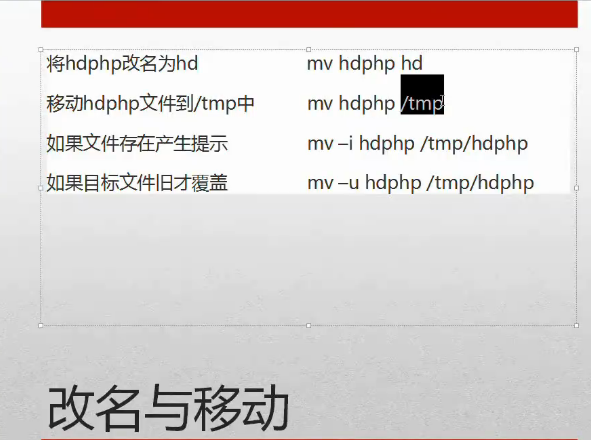 将hdphp改名为hd mv hdphp hd
移动hdphp文件到/tmp中 mv hdphp /tmp
如果文件存在产生提示 mv –i hdphp /tmp/hdphp
如果目标文件旧才覆盖 mv –u hdphp /tmp/hdphp
改名与移动